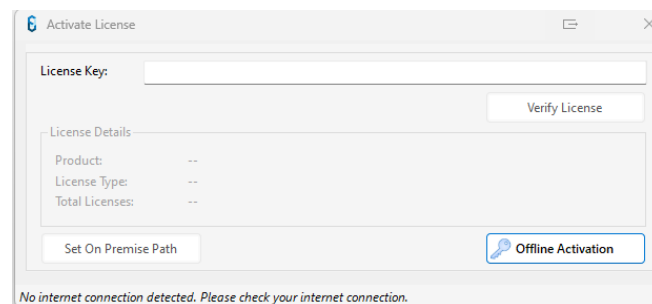 Activate License
License Key:
Verify License
License Details
Product: --
License Type: --
Total Licenses: --
Set On Premise Path
Offline Activation
No internet connection detected. Please check your internet connection.